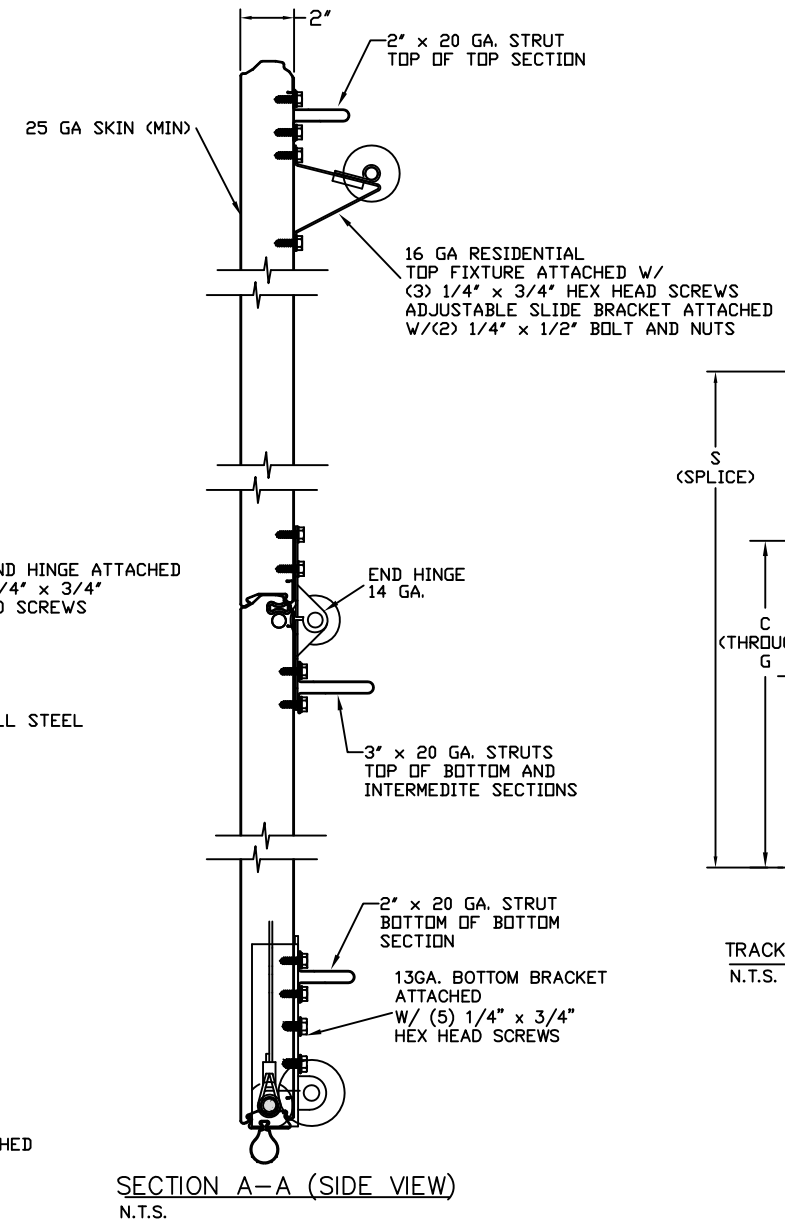 2"
2" x 20 GA. STRUT
TOP OF TOP SECTION
25 GA SKIN (MIN)
16 GA RESIDENTIAL
TOP FIXTURE ATTACHED W/
(3) 1/4" x 3/4" HEX HEAD SCREWS
ADJUSTABLE SLIDE BRACKET ATTACHED
W/(2) 1/4" x 1/2" BOLT AND NUTS
S
(SPLICE)
HINGE ATTACHED
x 3/4"
SCREWS
END HINGE
14 GA.
C
G
STEEL
3" x 20 GA. STRUTS
TOP OF BOTTOM AND
INTERMEDITE SECTIONS
2" x 20 GA. STRUT
BOTTOM OF BOTTOM
SECTION
13GA. BOTTOM BRACKET
ATTACHED
W/ (5) 1/4" x 3/4"
HEX HEAD SCREWS
TRACK
N.T.S.
SECTION A-A (SIDE VIEW)
N.T.S.